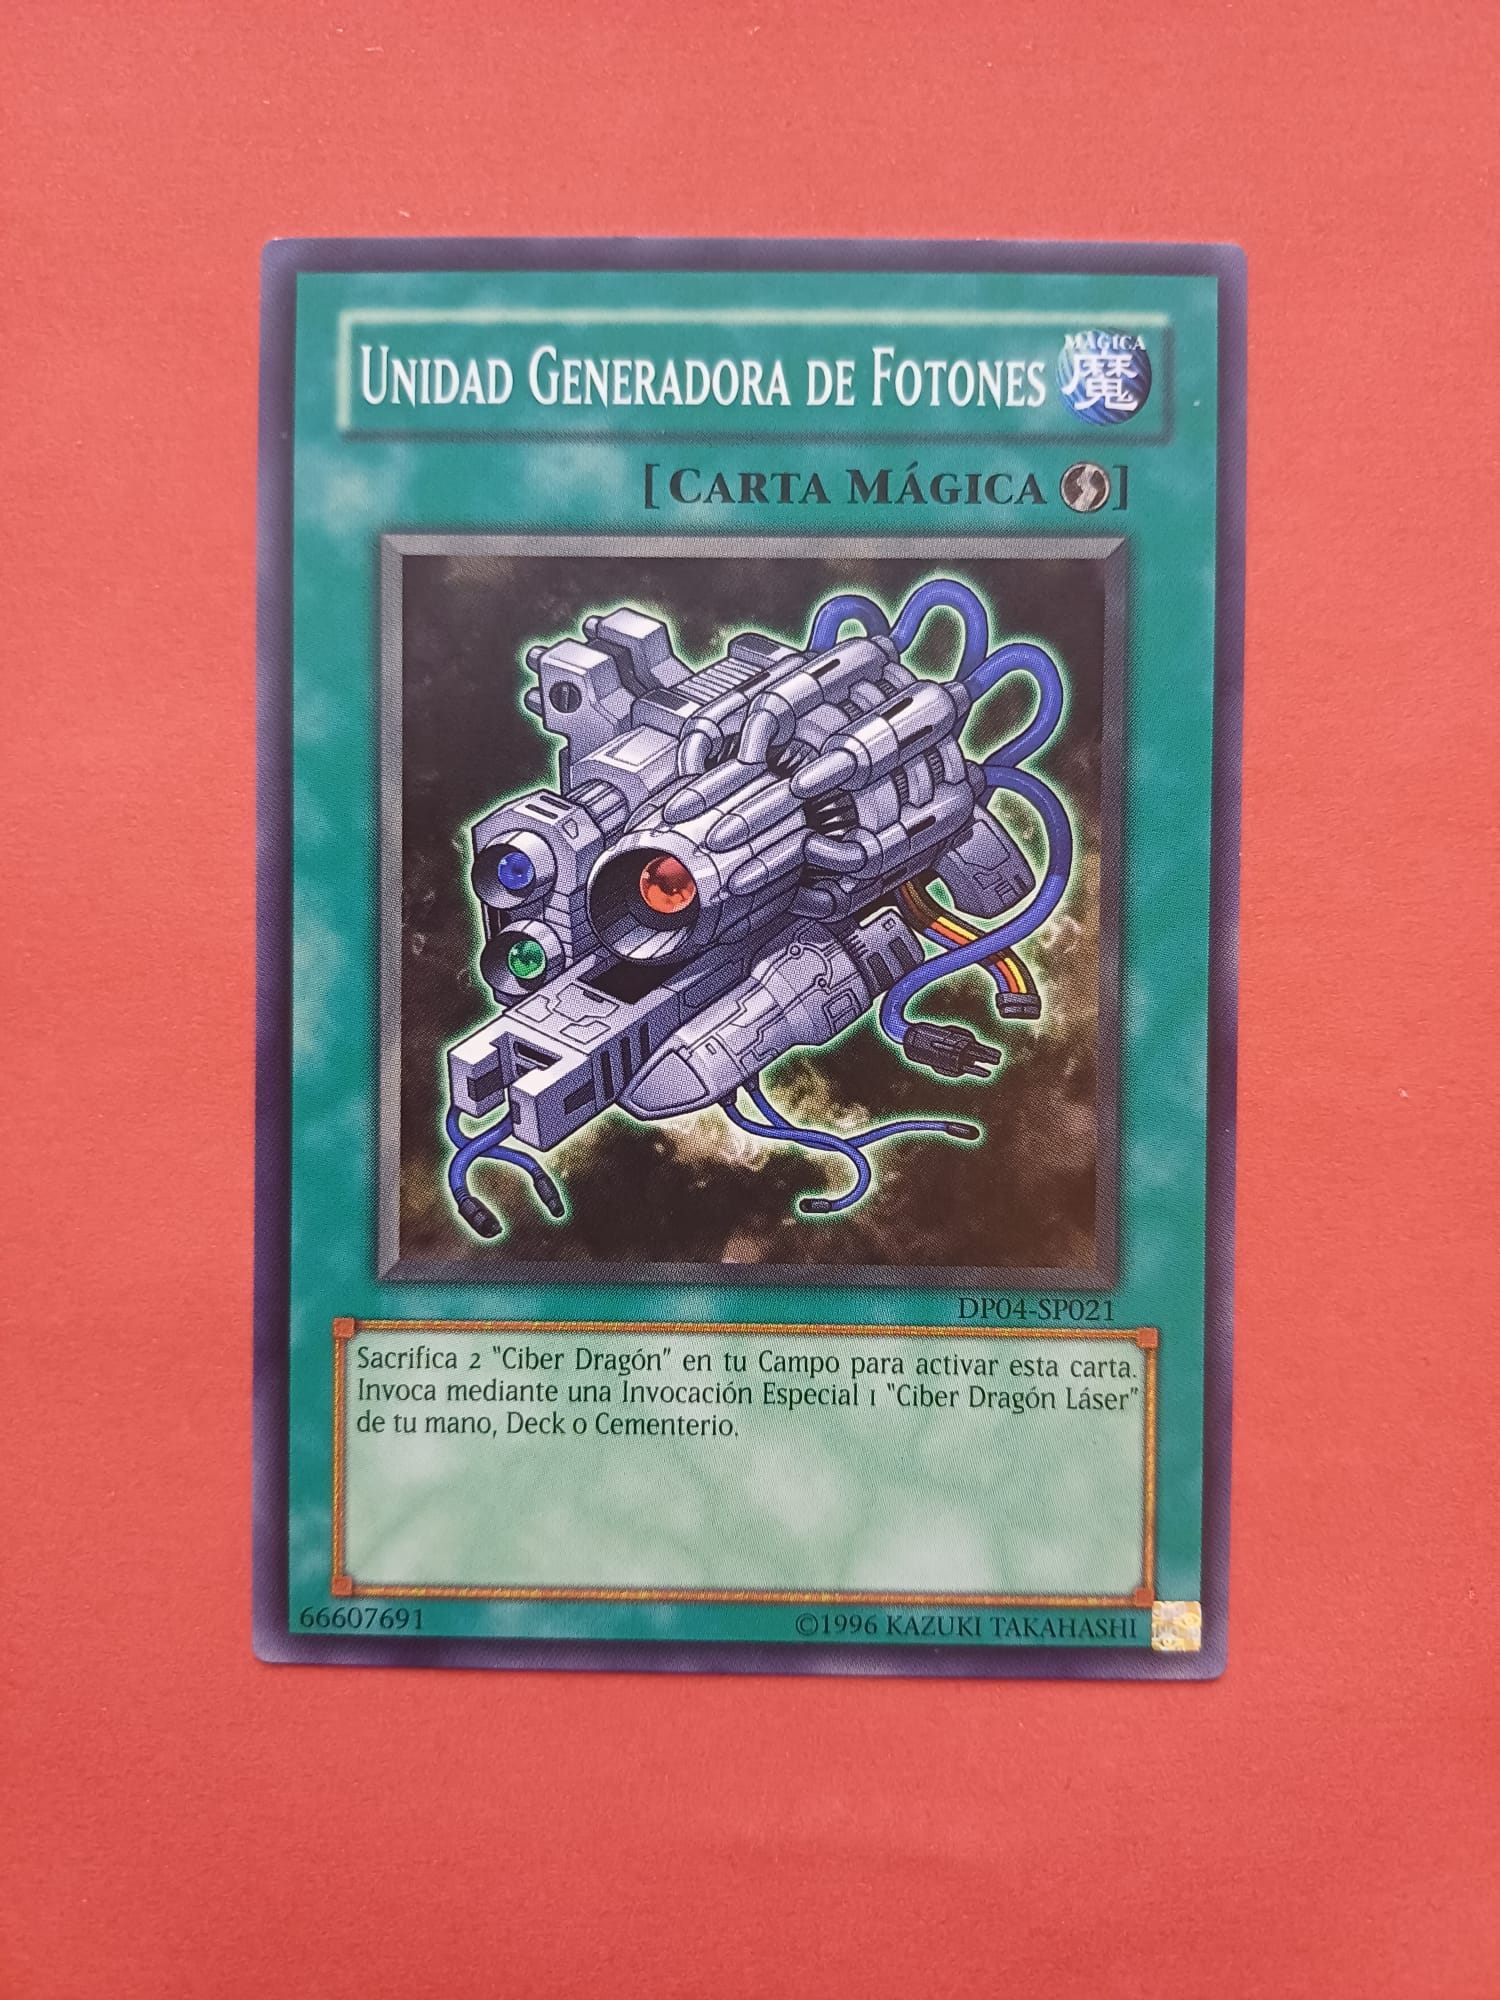 UNIDAD GENERADORA DE FOTONES
MÁGICA
魔
[CARTA MÁGICA]
DP04-SP021
Sacrifica 2 "Ciber Dragón" en tu Campo para activar esta carta.
Invoca mediante una Invocación Especial 1 "Ciber Dragón Láser"
de tu mano, Deck o Cementerio.
66607691
©1996 KAZUKI TAKAHASHI